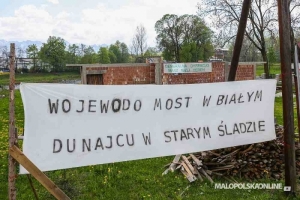 WOJEWODO MOST W BIAŁYM
DUNAJCU W STARYM ŚLADZIE
MALOPOLSKAONLINE